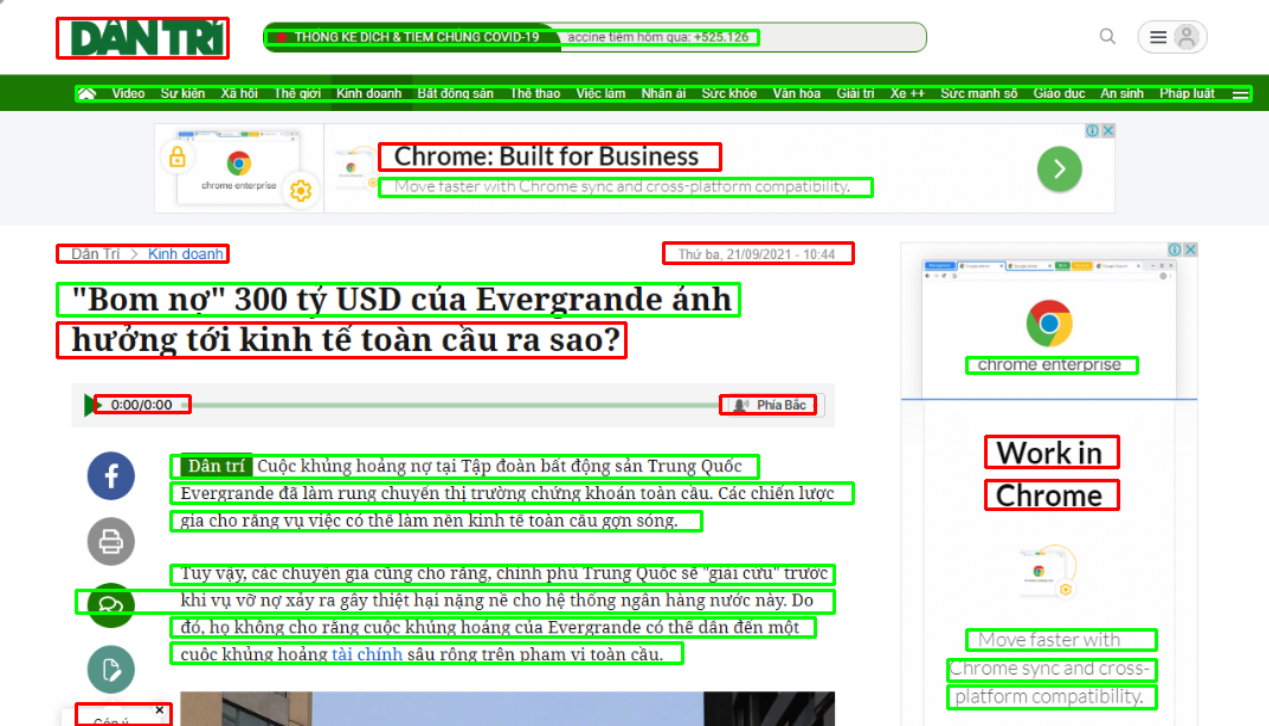 DÂN TRÍ
THỐNG KÊ DỊCH & TIÊM CHỦNG COVID-19
accine tiêm hôm qua: +525.126
Video Sự kiện Xã hội Thế giới Kinh doanh Bất động sản Thể thao Việc làm Nhân ái Sức khỏe Văn hóa Giải trí Xe ++ Sức mạnh số Giáo dục An sinh Pháp luật
chrome enterprise
Chrome: Built for Business
Move faster with Chrome sync and cross-platform compatibility.
Dân Trí > Kinh doanh
Thứ ba, 21/09/2021 - 10:44
"Bom nợ" 300 tỷ USD của Evergrande ảnh
hưởng tới kinh tế toàn cầu ra sao?
0:00/0:00
Phía Bắc
Dân trí Cuộc khủng hoảng nợ tại Tập đoàn bất động sản Trung Quốc
Evergrande đã làm rung chuyển thị trường chứng khoán toàn cầu. Các chiến lược
gia cho rằng vụ việc có thể làm nền kinh tế toàn cầu gợn sóng.
Tuy vậy, các chuyên gia cũng cho rằng, chính phủ Trung Quốc sẽ "giải cứu" trước
khi vụ vỡ nợ xảy ra gây thiệt hại nặng nề cho hệ thống ngân hàng nước này. Do
đó, họ không cho rằng cuộc khủng hoảng của Evergrande có thể dẫn đến một
cuộc khủng hoảng tài chính sâu rộng trên phạm vi toàn cầu.
Góp ý
chrome enterprise
Work in
Chrome
Move faster with
Chrome sync and cross-
platform compatibility.